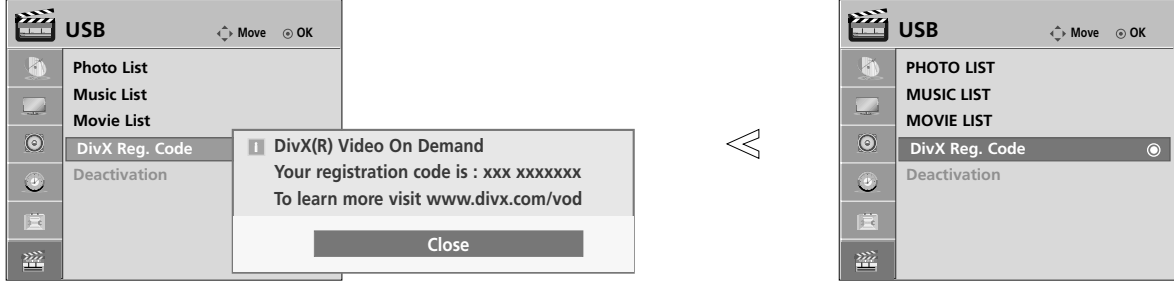 USB Move OK
Photo List
Music List
Movie List
DivX Reg. Code
Deactivation
I DivX(R) Video On Demand
Your registration code is : xxx xxxxxxx
To learn more visit www.divx.com/vod
Close
USB Move OK
PHOTO LIST
MUSIC LIST
MOVIE LIST
DivX Reg. Code
Deactivation